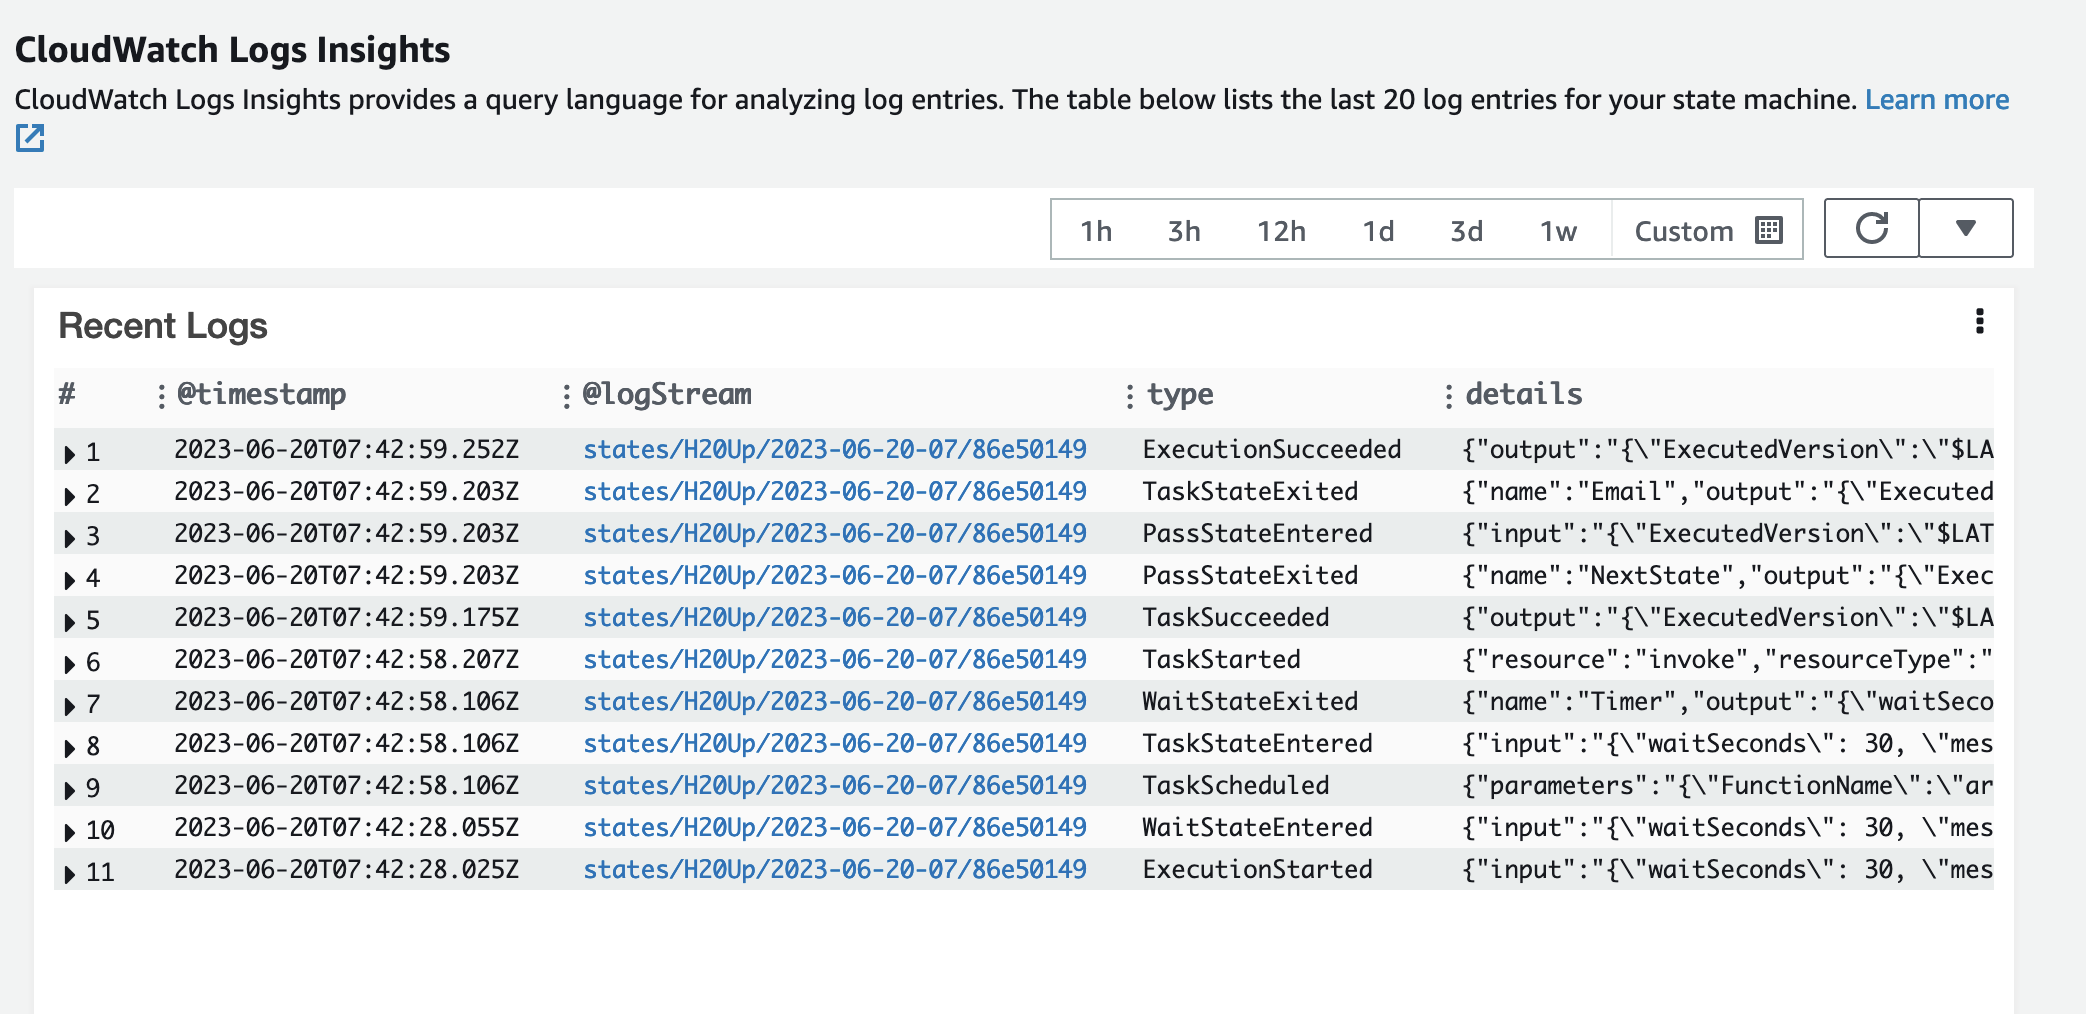 CloudWatch Logs Insights
CloudWatch Logs Insights provides a query language for analyzing log entries. The table below lists the last 20 log entries for your state machine. Learn more
1h 3h 12h 1d 3d 1w Custom
Recent Logs
# @timestamp @logStream type details
1 2023-06-20T07:42:59.252Z states/H20Up/2023-06-20-07/86e50149 ExecutionSucceeded {"output":"{\"ExecutedVersion\":\"$LA
2 2023-06-20T07:42:59.203Z states/H20Up/2023-06-20-07/86e50149 TaskStateExited {"name":"Email","output":"{\"Executed
3 2023-06-20T07:42:59.203Z states/H20Up/2023-06-20-07/86e50149 PassStateEntered {"input":"{\"ExecutedVersion\":\"$LAT
4 2023-06-20T07:42:59.203Z states/H20Up/2023-06-20-07/86e50149 PassStateExited {"name":"NextState","output":"{\"Exec
5 2023-06-20T07:42:59.175Z states/H20Up/2023-06-20-07/86e50149 TaskSucceeded {"output":"{\"ExecutedVersion\":\"$LA
6 2023-06-20T07:42:58.207Z states/H20Up/2023-06-20-07/86e50149 TaskStarted {"resource":"invoke","resourceType":"
7 2023-06-20T07:42:58.106Z states/H20Up/2023-06-20-07/86e50149 WaitStateExited {"name":"Timer","output":"{\"waitSeco
8 2023-06-20T07:42:58.106Z states/H20Up/2023-06-20-07/86e50149 TaskStateEntered {"input":"{\"waitSeconds\": 30, \"mes
9 2023-06-20T07:42:58.106Z states/H20Up/2023-06-20-07/86e50149 TaskScheduled {"parameters":"{\"FunctionName\":\"ar
10 2023-06-20T07:42:28.055Z states/H20Up/2023-06-20-07/86e50149 WaitStateEntered {"input":"{\"waitSeconds\": 30, \"mes
11 2023-06-20T07:42:28.025Z states/H20Up/2023-06-20-07/86e50149 ExecutionStarted {"input":"{\"waitSeconds\": 30, \"mes